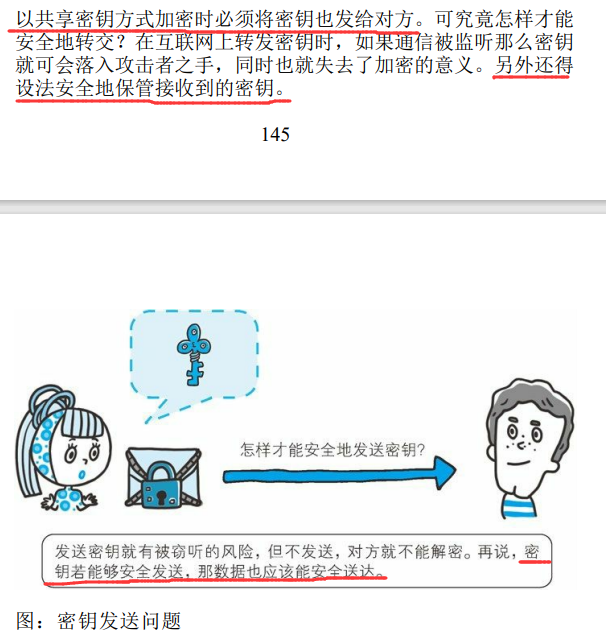 以共享密钥方式加密时必须将密钥也发给对方。可究竟怎样才能
安全地转交？在互联网上转发密钥时，如果通信被监听那么密钥
就可会落入攻击者之手，同时也就失去了加密的意义。另外还得
设法安全地保管接收到的密钥。
145
怎样才能安全地发送密钥?
发送密钥就有被窃听的风险，但不发送，对方就不能解密。再说，密
钥若能够安全发送，那数据也应该能安全送达。
图：密钥发送问题